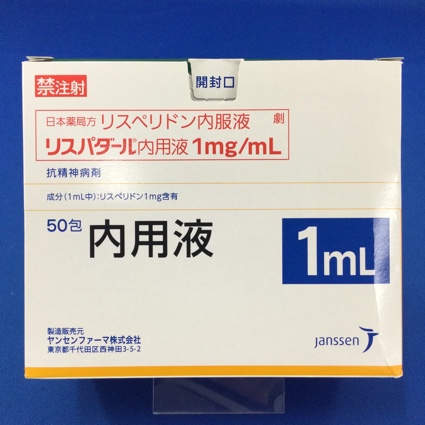 開封口
禁注射
日本薬局方 リスペリドン内服液 劇
リスパダール®内用液1mg/mL
抗精神病剤
成分(1mL中):リスペリドン1mg含有
50包 内用液 1mL
製造販売元
ヤンセンファーマ株式会社
東京都千代田区西神田3-5-2
janssen